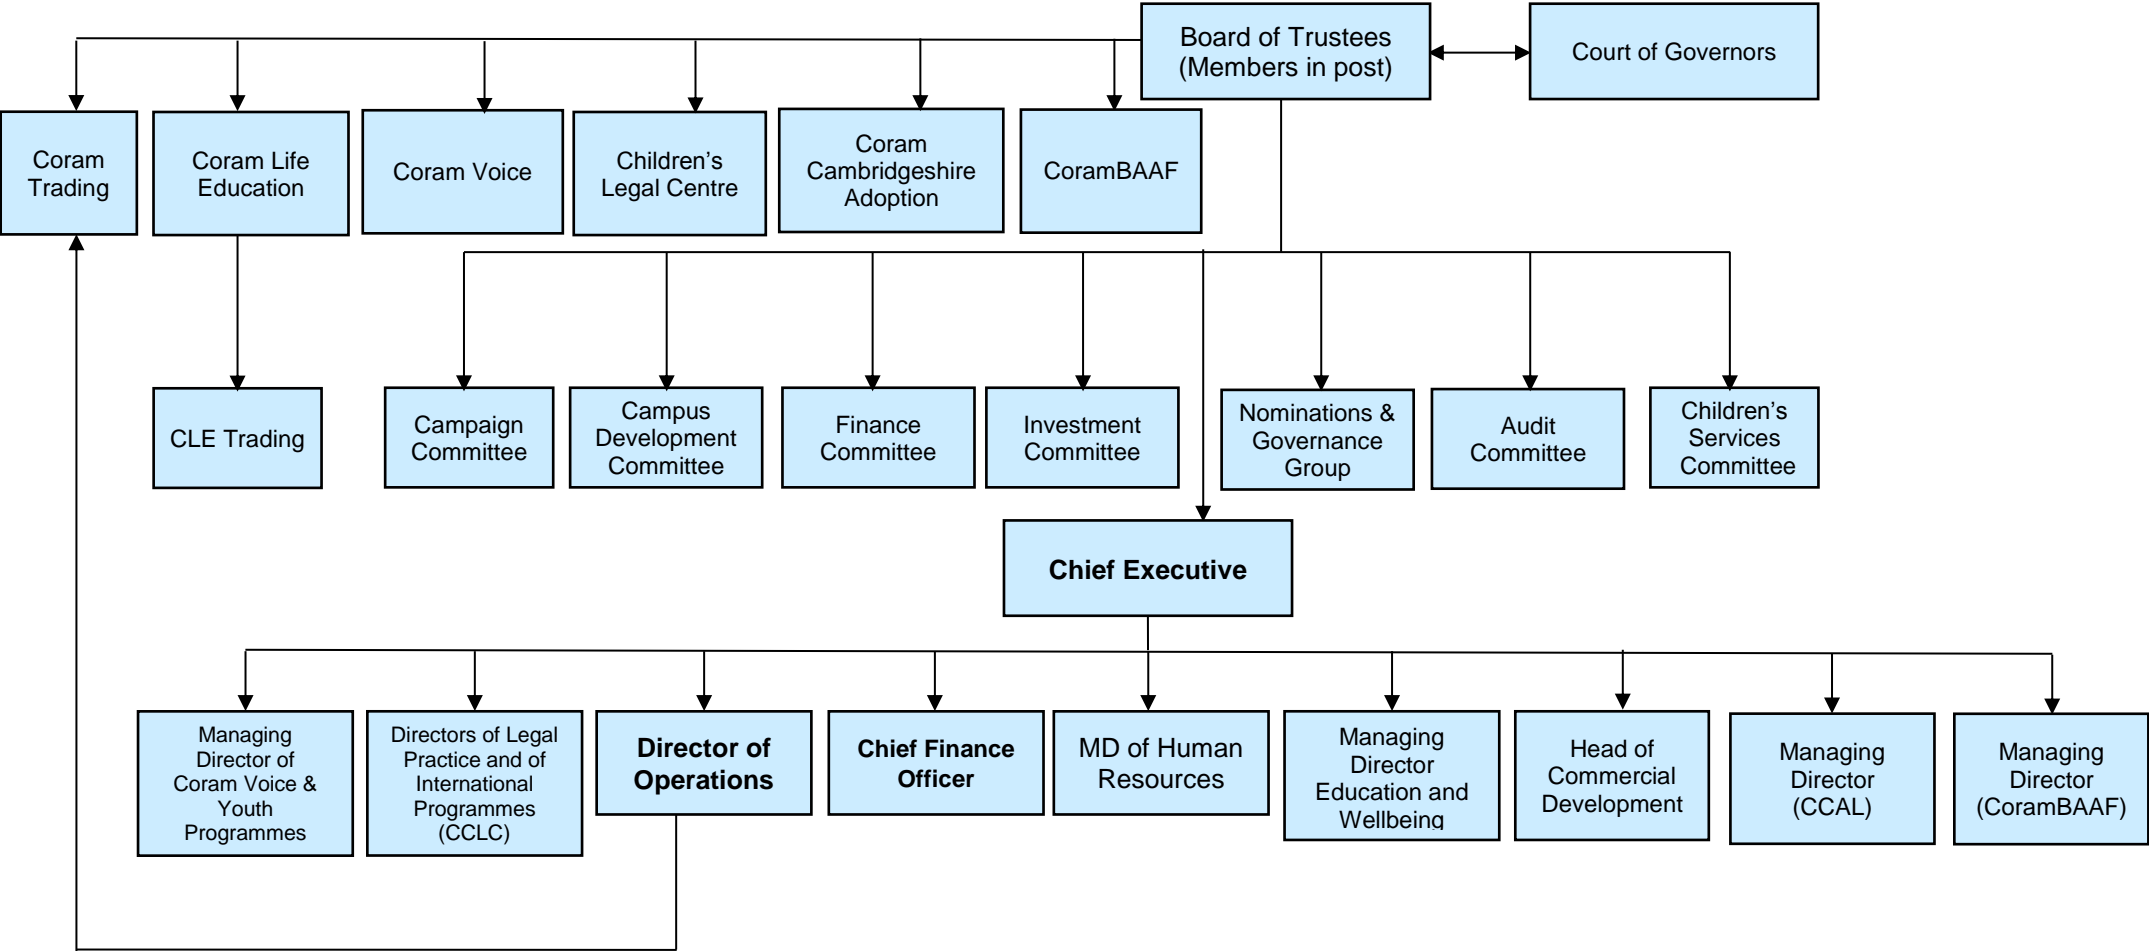 Board of Trustees
(Members in post)
Court of Governors
Coram
Trading
Coram Life
Education
Coram Voice
Children’s
Legal Centre
Coram
Cambridgeshire
Adoption
CoramBAAF
CLE Trading
Campaign
Committee
Campus
Development
Committee
Finance
Committee
Investment
Committee
Nominations &
Governance
Group
Audit
Committee
Children’s
Services
Committee
Chief Executive
Managing
Director of
Coram Voice &
Youth
Programmes
Directors of Legal
Practice and of
International
Programmes
(CCLC)
Director of
Operations
Chief Finance
Officer
MD of Human
Resources
Managing
Director
Education and
Wellbeing
Head of
Commercial
Development
Managing
Director
(CCAL)
Managing
Director
(CoramBAAF)